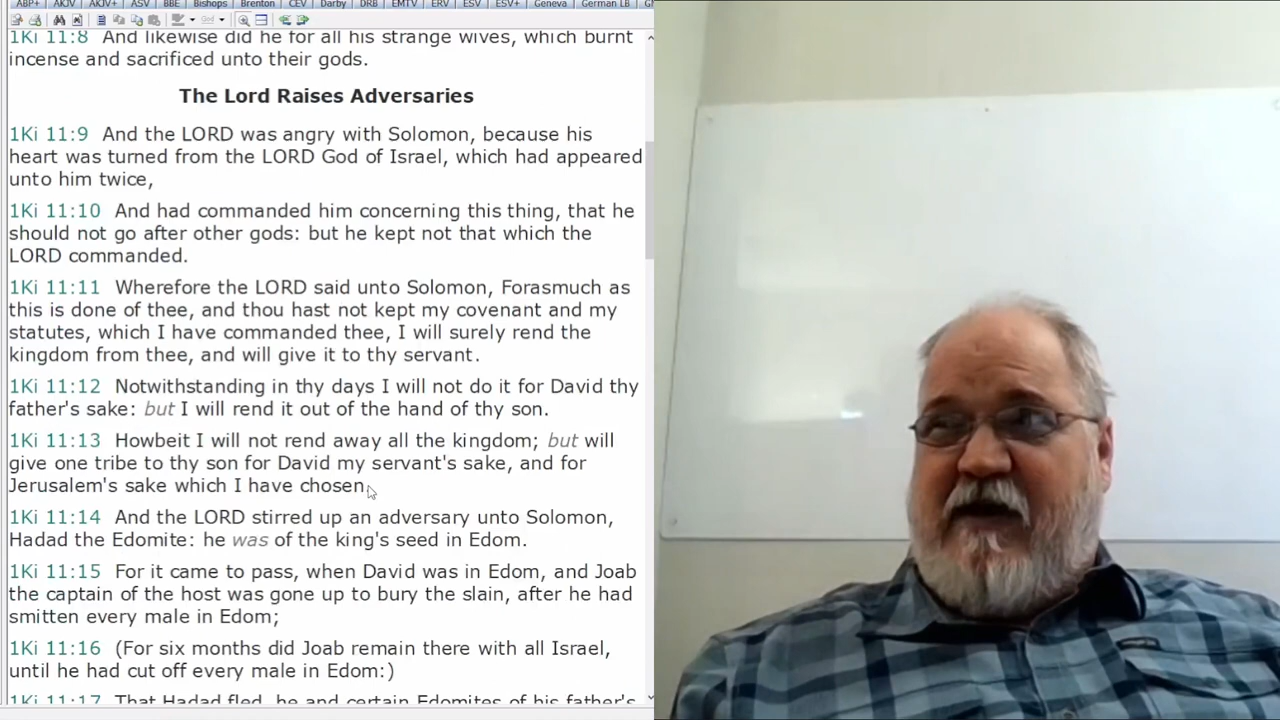 ABP+ AKJV AKJV+ ASV BBE Bishops Brenton CEV Darby DRB EMTV ERV ESV ESV+ Geneva German LB
1Ki 11:8 And likewise did he for all his strange wives, which burnt
incense and sacrificed unto their gods.
The Lord Raises Adversaries
1Ki 11:9 And the LORD was angry with Solomon, because his
heart was turned from the LORD God of Israel, which had appeared
unto him twice,
1Ki 11:10 And had commanded him concerning this thing, that he
should not go after other gods: but he kept not that which the
LORD commanded.
1Ki 11:11 Wherefore the LORD said unto Solomon, Forasmuch as
this is done of thee, and thou hast not kept my covenant and my
statutes, which I have commanded thee, I will surely rend the
kingdom from thee, and will give it to thy servant.
1Ki 11:12 Notwithstanding in thy days I will not do it for David thy
father's sake: but I will rend it out of the hand of thy son.
1Ki 11:13 Howbeit I will not rend away all the kingdom; but will
give one tribe to thy son for David my servant's sake, and for
Jerusalem's sake which I have chosen.
1Ki 11:14 And the LORD stirred up an adversary unto Solomon,
Hadad the Edomite: he was of the king's seed in Edom.
1Ki 11:15 For it came to pass, when David was in Edom, and Joab
the captain of the host was gone up to bury the slain, after he had
smitten every male in Edom;
1Ki 11:16 (For six months did Joab remain there with all Israel,
until he had cut off every male in Edom:)
1Ki 11:17 That Hadad fled, he and certain Edomites of his father's